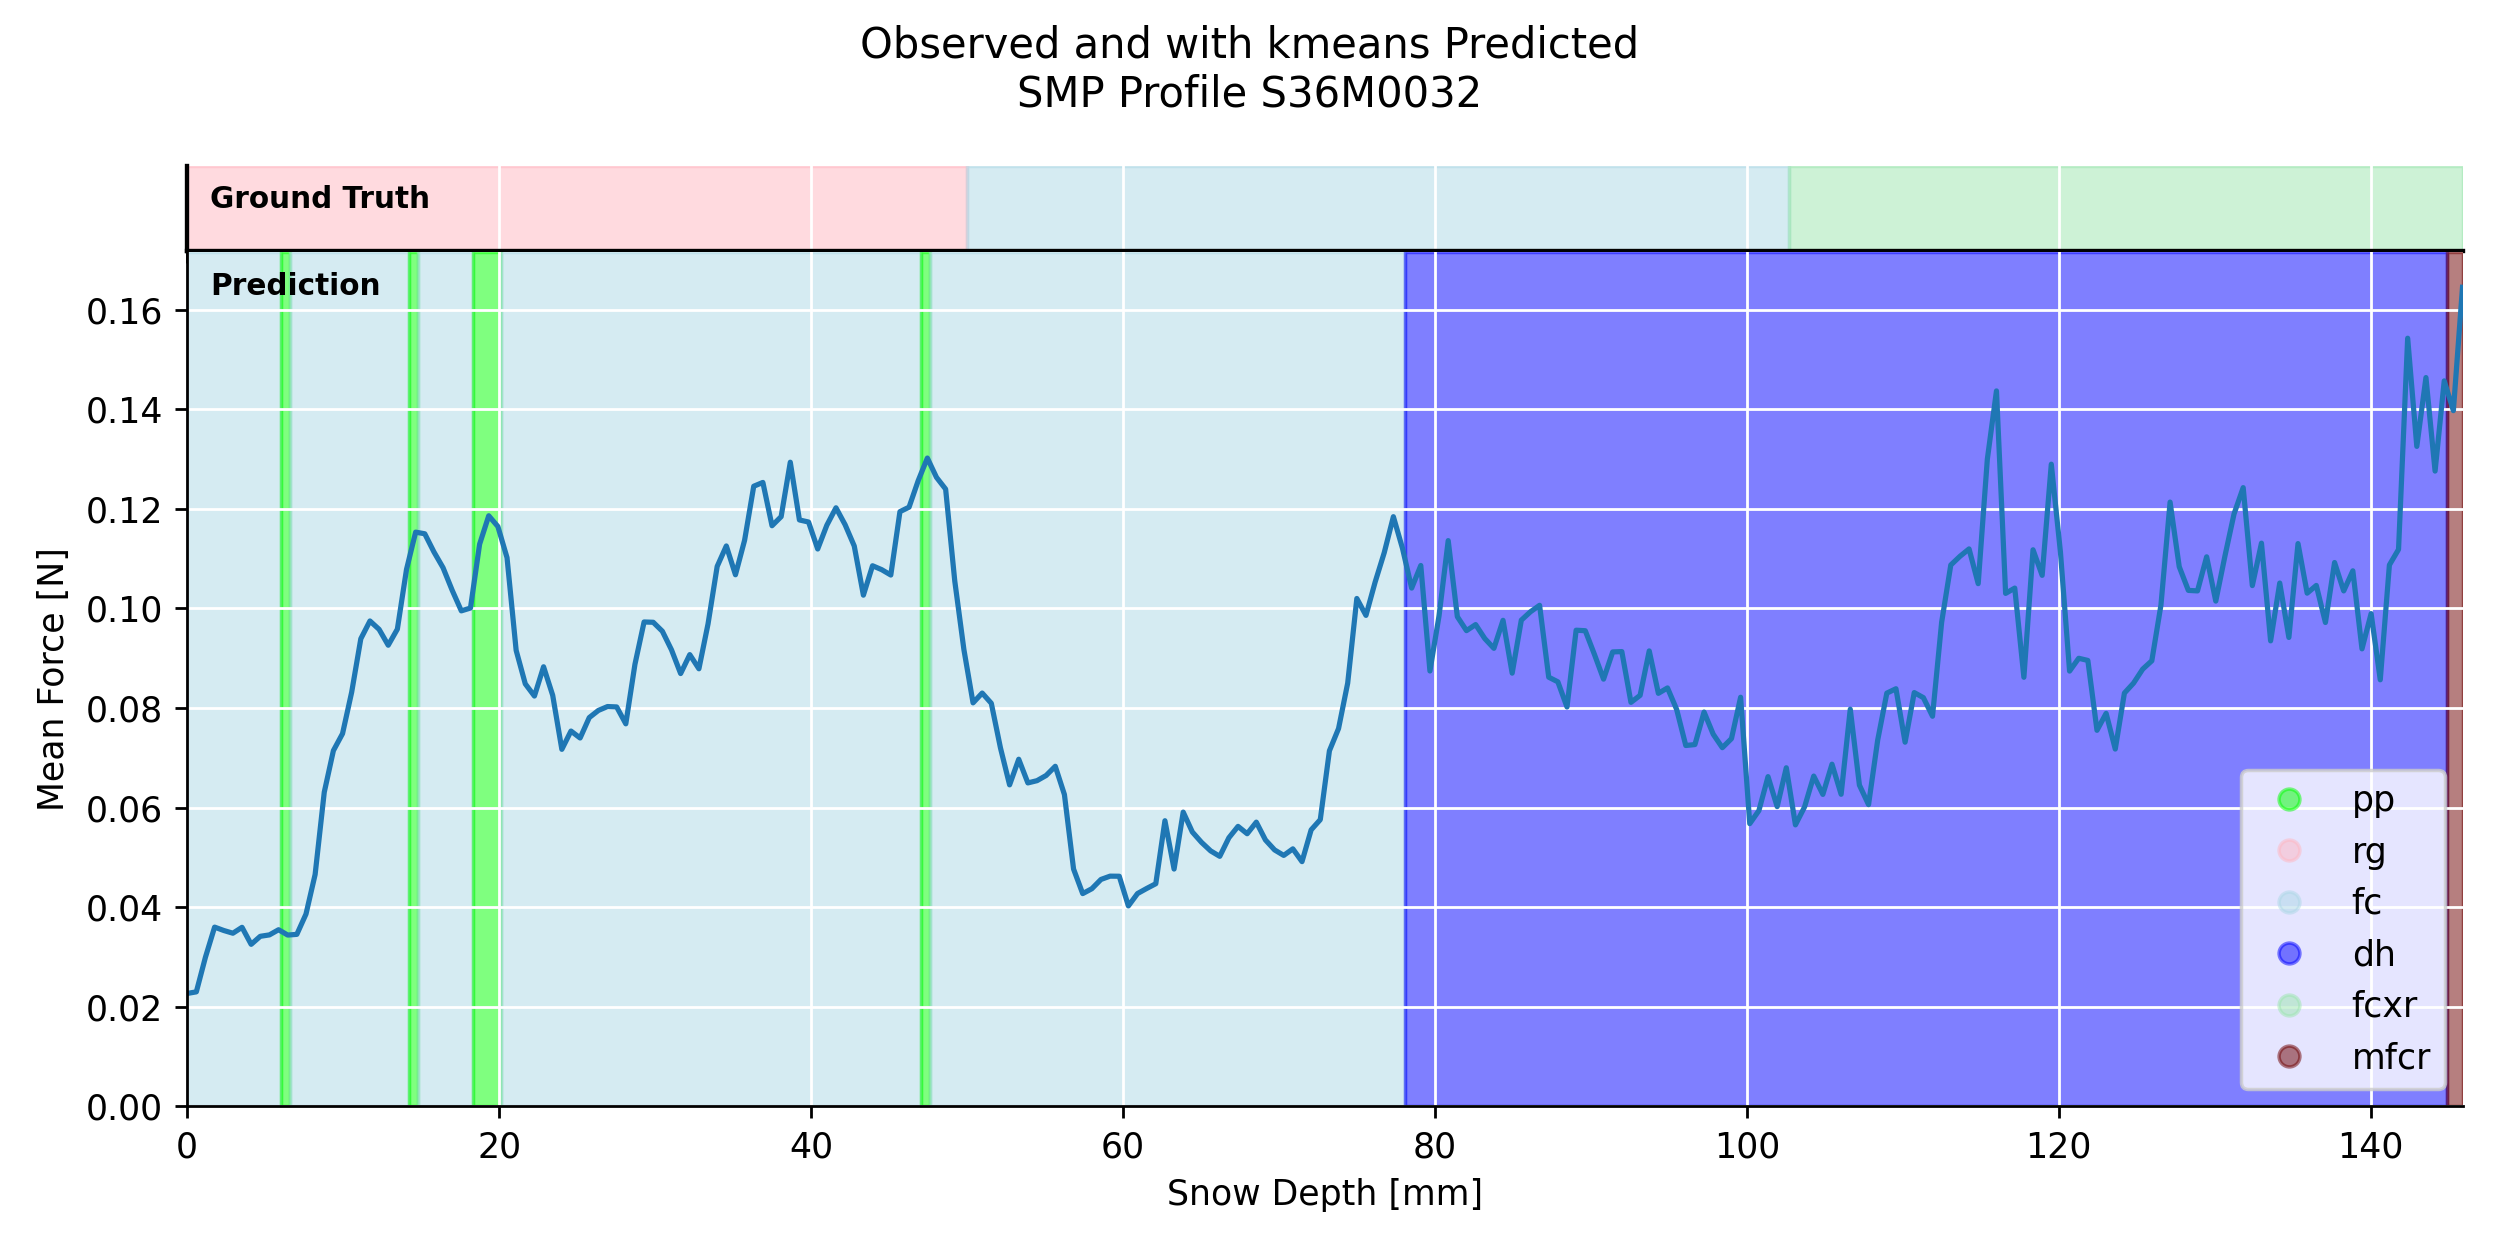 Observed and with kmeans Predicted
SMP Profile S36M0032
Ground Truth
Prediction
0.16
0.14
0.12
0.10
0.08
0.06
0.04
0.02
0.00
Mean Force [N]
pp
rg
fc
dh
fcxr
mfcr
0 20 40 60 80 100 120 140
Snow Depth [mm]